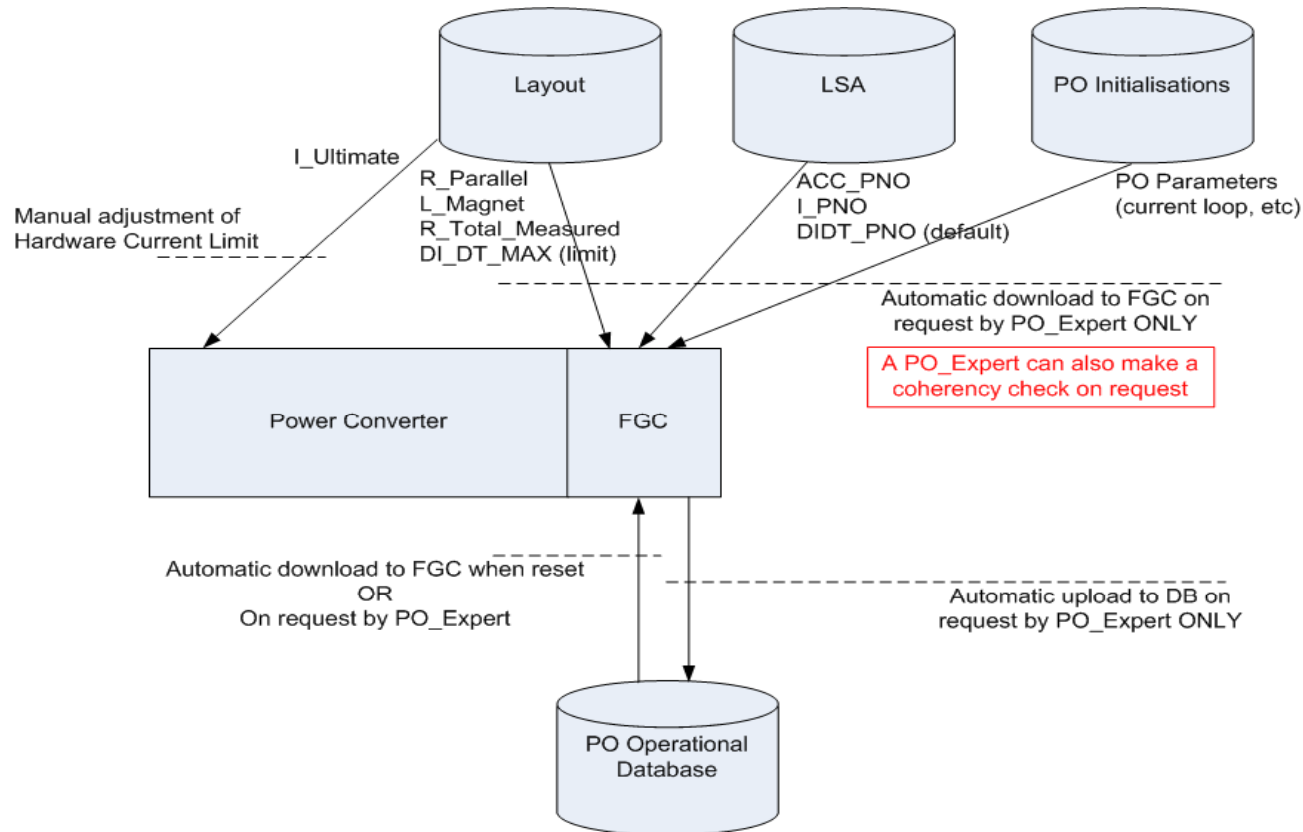 Layout
LSA
PO Initialisations
I_Ultimate
R_Parallel
L_Magnet
R_Total_Measured
DI_DT_MAX (limit)
ACC_PNO
I_PNO
DIDT_PNO (default)
PO Parameters
(current loop, etc)
Manual adjustment of
Hardware Current Limit
Automatic download to FGC on
request by PO_Expert ONLY
A PO_Expert can also make a
coherency check on request
Power Converter
FGC
Automatic download to FGC when reset
OR
On request by PO_Expert
Automatic upload to DB on
request by PO_Expert ONLY
PO Operational
Database